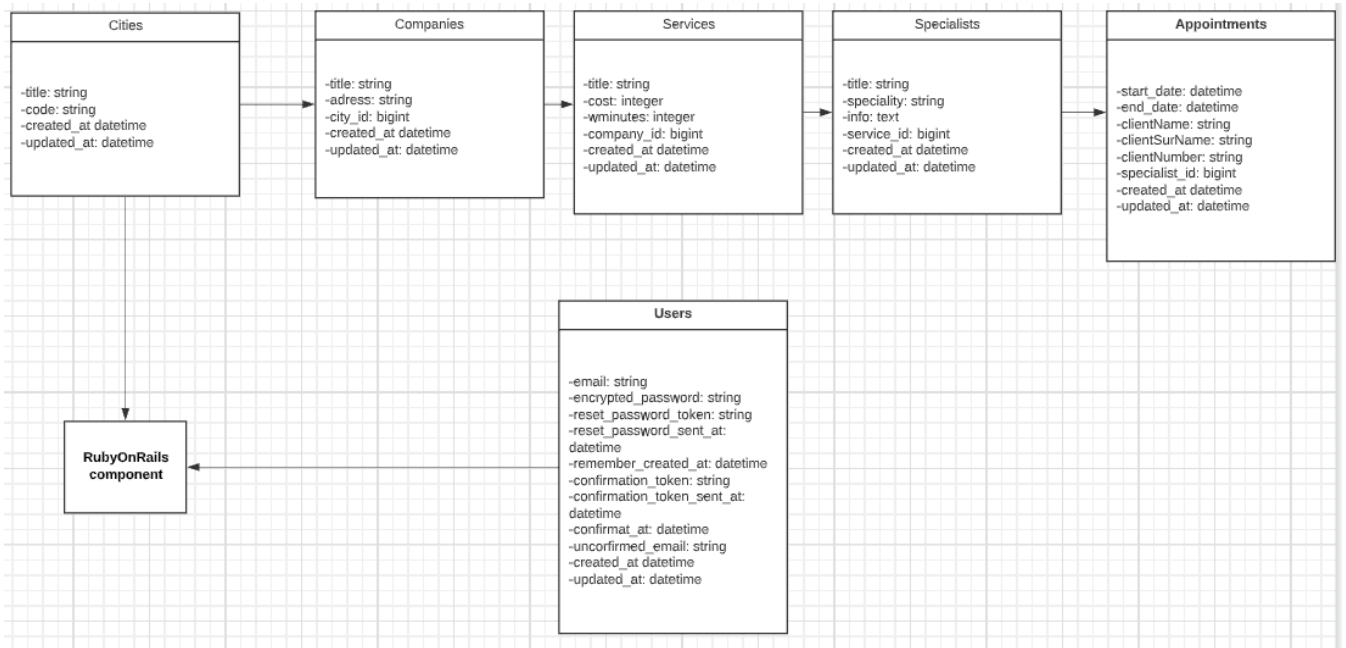 Cities
-title: string
-code: string
-created_at datetime
-updated_at: datetime
Companies
-title: string
-adress: string
-city_id: bigint
-created_at datetime
-updated_at: datetime
Services
-title: string
-cost: integer
-wminutes: integer
-company_id: bigint
-created_at datetime
-updated_at: datetime
Specialists
-title: string
-speciality: string
-info: text
-service_id: bigint
-created_at datetime
-updated_at: datetime
Appointments
-start_date: datetime
-end_date: datetime
-clientName: string
-clientSurName: string
-clientNumber: string
-specialist_id: bigint
-created_at datetime
-updated_at: datetime
Users
-email: string
-encrypted_password: string
-reset_password_token: string
-reset_password_sent_at:
datetime
-remember_created_at: datetime
-confirmation_token: string
-confirmation_token_sent_at:
datetime
-confirmat_at: datetime
-uncorfirmed_email: string
-created_at datetime
-updated_at: datetime
RubyOnRails
component